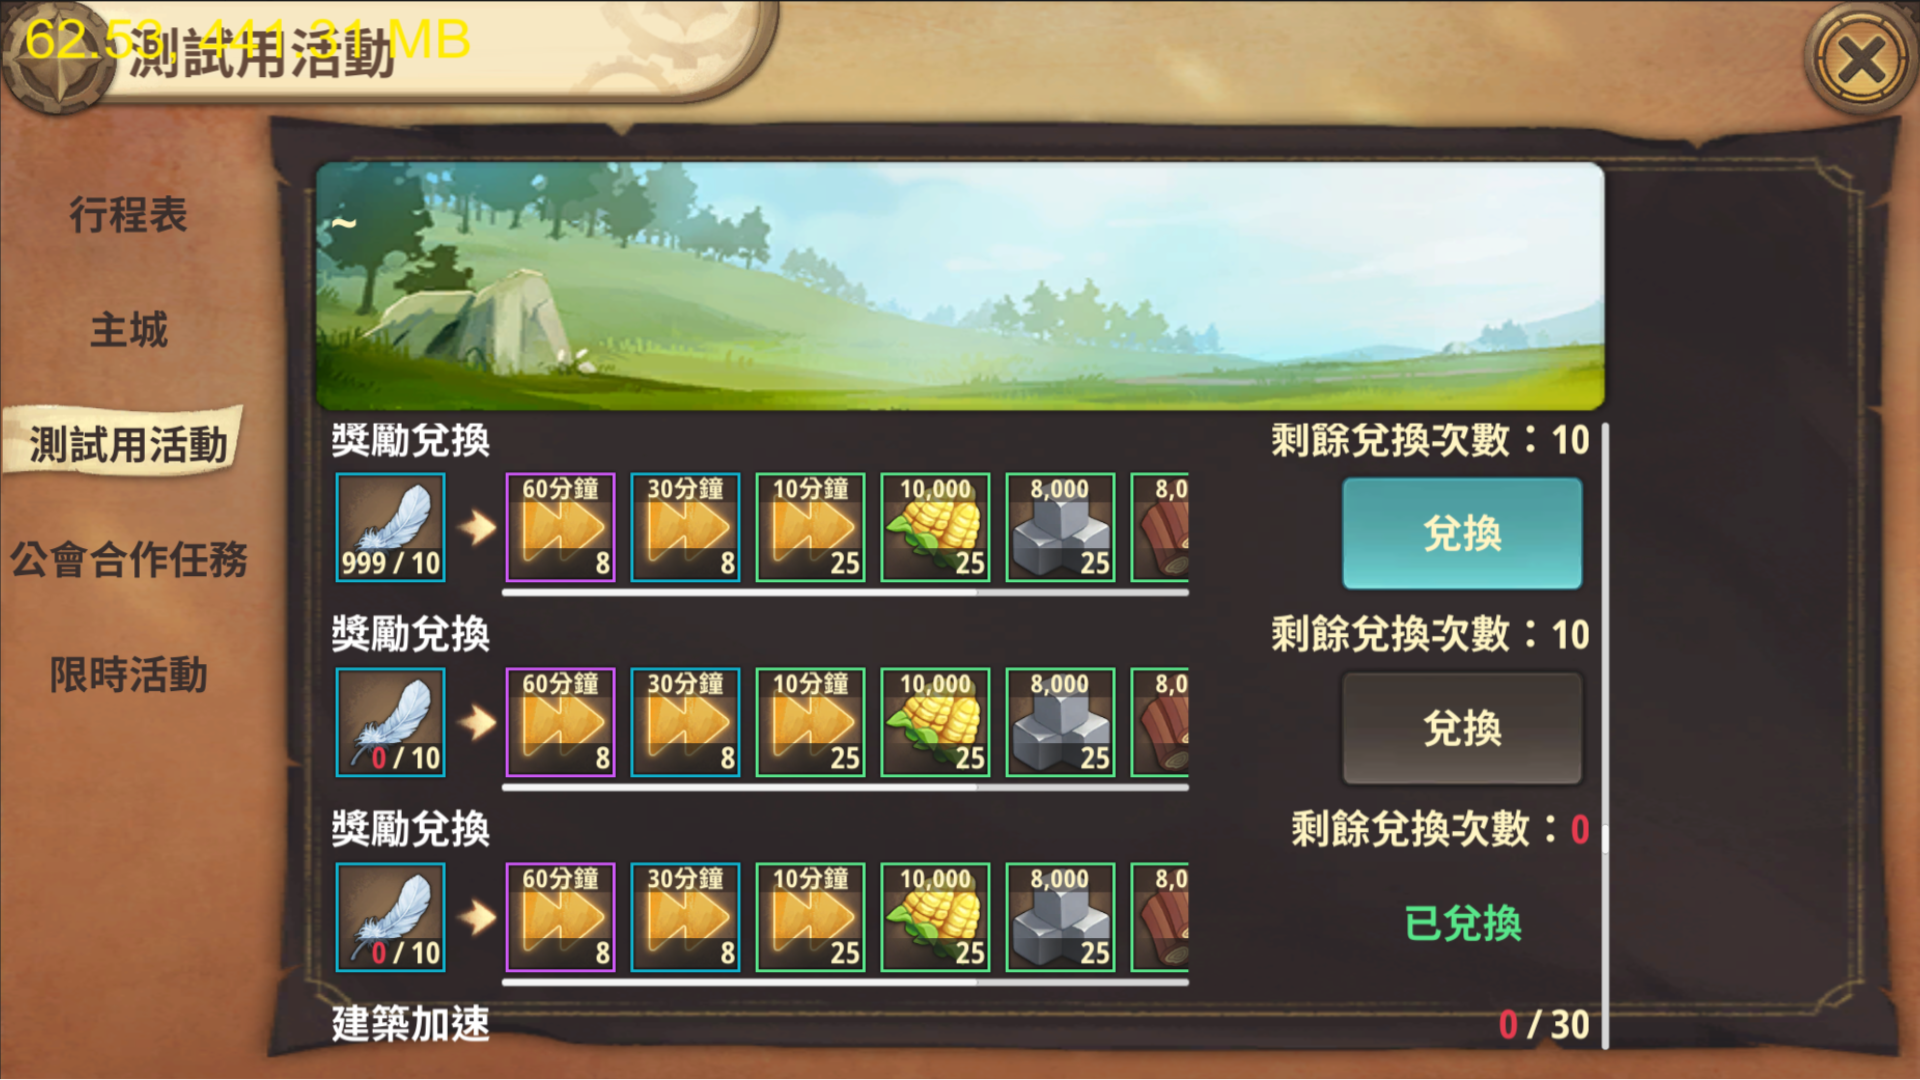 62.53, 441.31 MB
測試用活動
行程表
主城
測試用活動
公會合作任務
限時活動
~
獎勵兌換
剩餘兌換次數：10
999 / 10
60分鐘 8
30分鐘 8
10分鐘 25
10,000 25
8,000 25
8,0
兌換
獎勵兌換
剩餘兌換次數：10
0 / 10
60分鐘 8
30分鐘 8
10分鐘 25
10,000 25
8,000 25
8,0
兌換
獎勵兌換
剩餘兌換次數：0
0 / 10
60分鐘 8
30分鐘 8
10分鐘 25
10,000 25
8,000 25
8,0
已兌換
建築加速
0 / 30